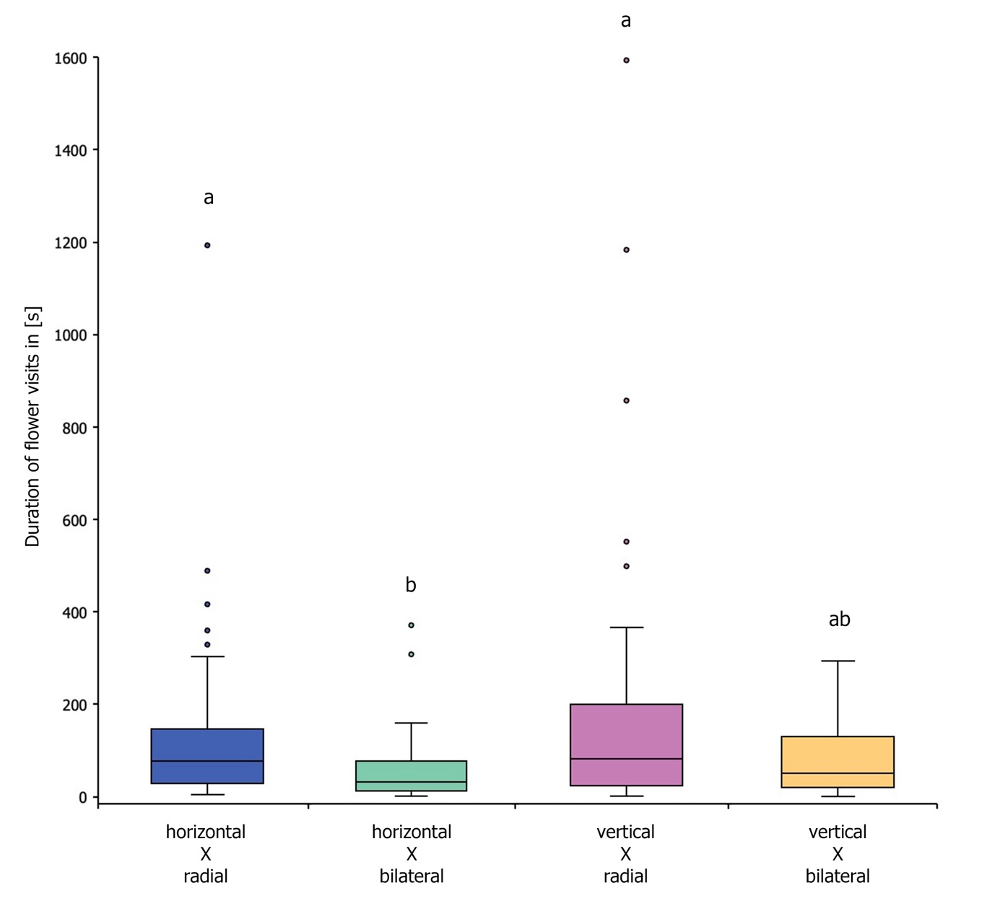 a
1600
1400
a
1200
1000
Duration of flower visits in [s]
800
600
b
400
ab
200
0
horizontal
X
radial
horizontal
X
bilateral
vertical
X
radial
vertical
X
bilateral